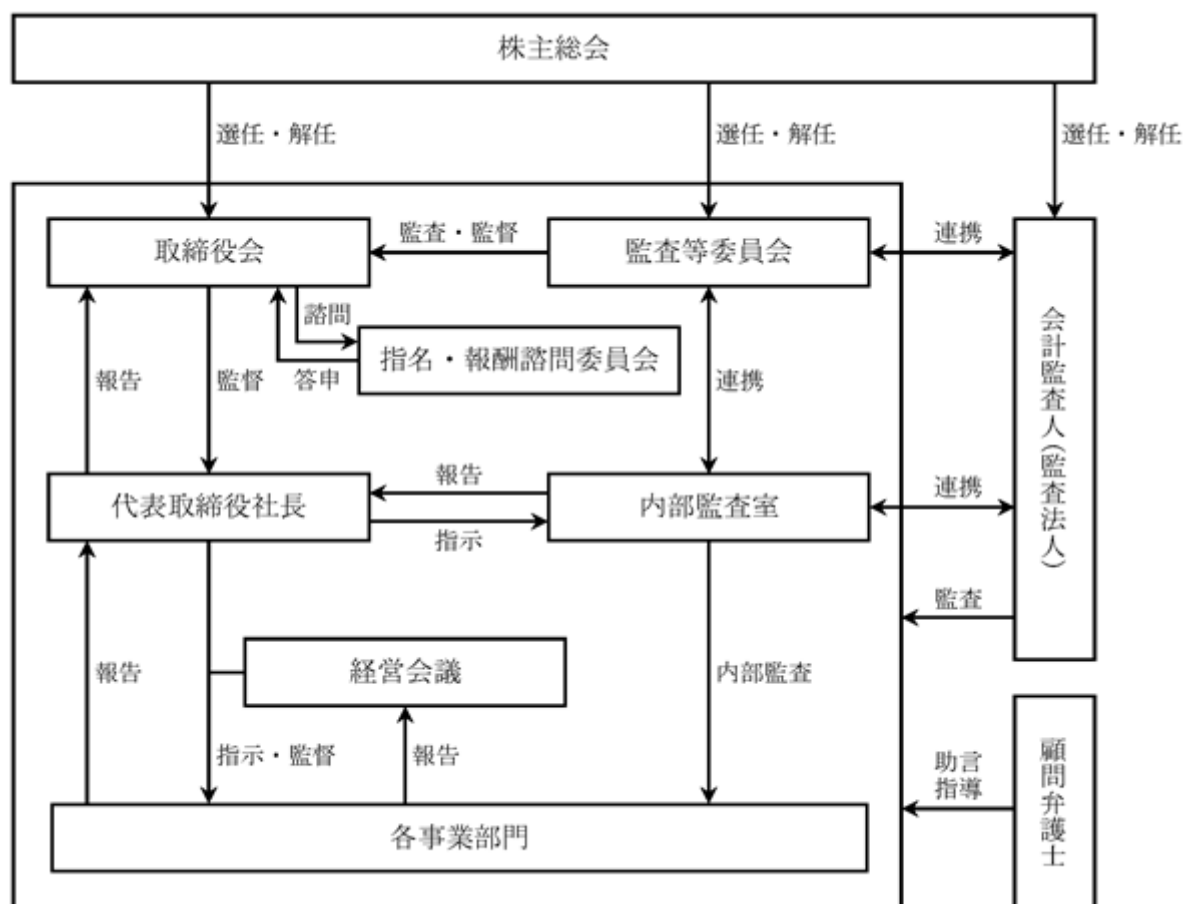 株主総会
選任・解任
選任・解任
選任・解任
取締役会
監査・監督
監査等委員会
連携
諮問
指名・報酬諮問委員会
答申
報告
監督
連携
会計監査人(監査法人)
代表取締役社長
報告
指示
内部監査室
連携
監査
経営会議
報告
内部監査
指示・監督
報告
助言
指導
顧問弁護士
各事業部門